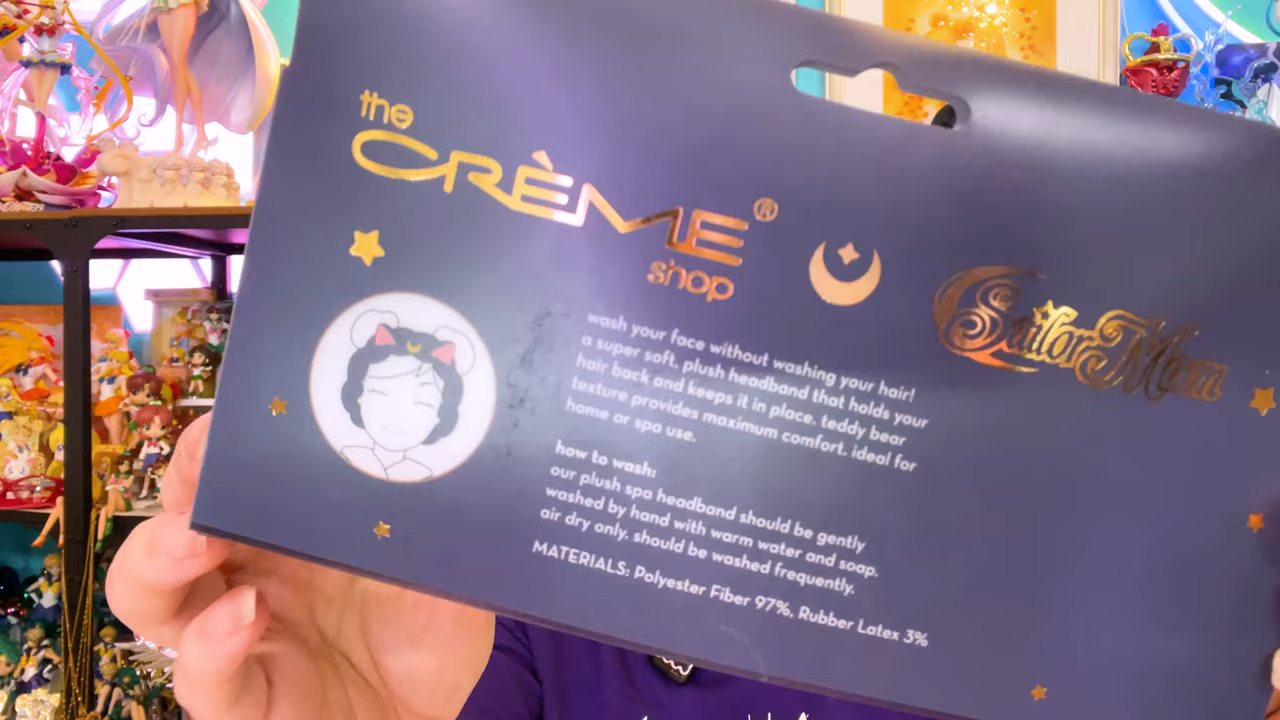 the
CRÈME®
shop
Sailor Moon
wash your face without washing your hair!
a super soft, plush headband that holds your
hair back and keeps it in place. teddy bear
texture provides maximum comfort. ideal for
home or spa use.
how to wash:
our plush spa headband should be gently
washed by hand with warm water and soap.
air dry only. should be washed frequently.
MATERIALS: Polyester Fiber 97%, Rubber Latex 3%